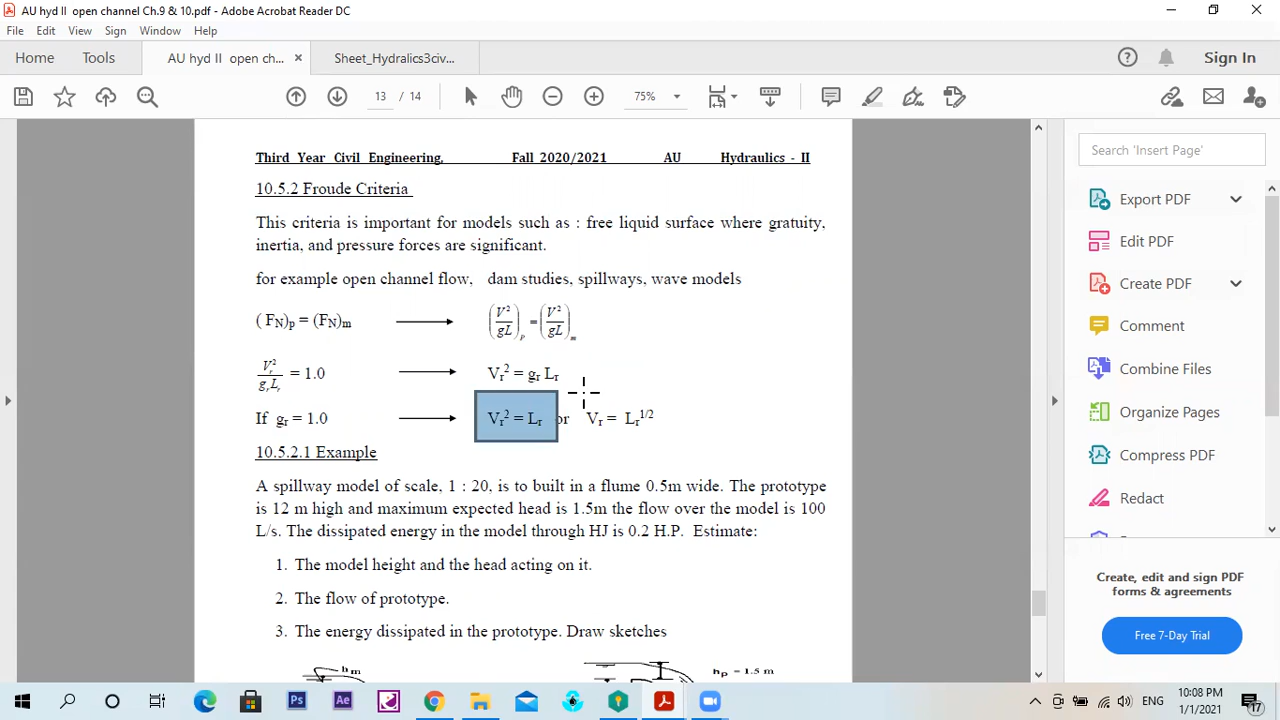 AU hyd II open channel Ch.9 & 10.pdf - Adobe Acrobat Reader DC
File Edit View Sign Window Help
Home Tools AU hyd II open ch... × Sheet_Hydralics3civ... Sign In
13 / 14 75%
Third Year Civil Engineering, Fall 2020/2021 AU Hydraulics - II
10.5.2 Froude Criteria
This criteria is important for models such as : free liquid surface where gratuity,
inertia, and pressure forces are significant.
for example open channel flow, dam studies, spillways, wave models
( F_N)_p = (F_N)_m (V²/gL)_P = (V²/gL)_m
V_r²/g_rL_r = 1.0 V_r² = g_r L_r
If g_r = 1.0 V_r² = L_r or V_r = L_r^1/2
10.5.2.1 Example
A spillway model of scale, 1 : 20, is to built in a flume 0.5m wide. The prototype
is 12 m high and maximum expected head is 1.5m the flow over the model is 100
L/s. The dissipated energy in the model through HJ is 0.2 H.P. Estimate:
1. The model height and the head acting on it.
2. The flow of prototype.
3. The energy dissipated in the prototype. Draw sketches
h_m h_p = 1.5 m
Search 'Insert Page'
Export PDF
Edit PDF
Create PDF
Comment
Combine Files
Organize Pages
Compress PDF
Redact
Create, edit and sign PDF
forms & agreements
Free 7-Day Trial
Ps Ae ENG 10:08 PM
1/1/2021 17